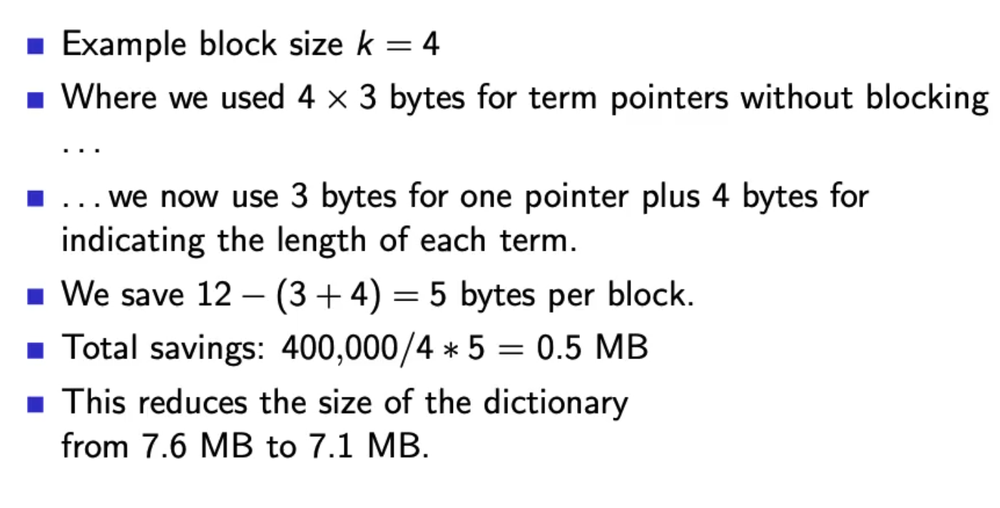 Example block size k = 4
Where we used 4 × 3 bytes for term pointers without blocking
...
...we now use 3 bytes for one pointer plus 4 bytes for
indicating the length of each term.
We save 12 − (3 + 4) = 5 bytes per block.
Total savings: 400,000/4 ∗ 5 = 0.5 MB
This reduces the size of the dictionary
from 7.6 MB to 7.1 MB.